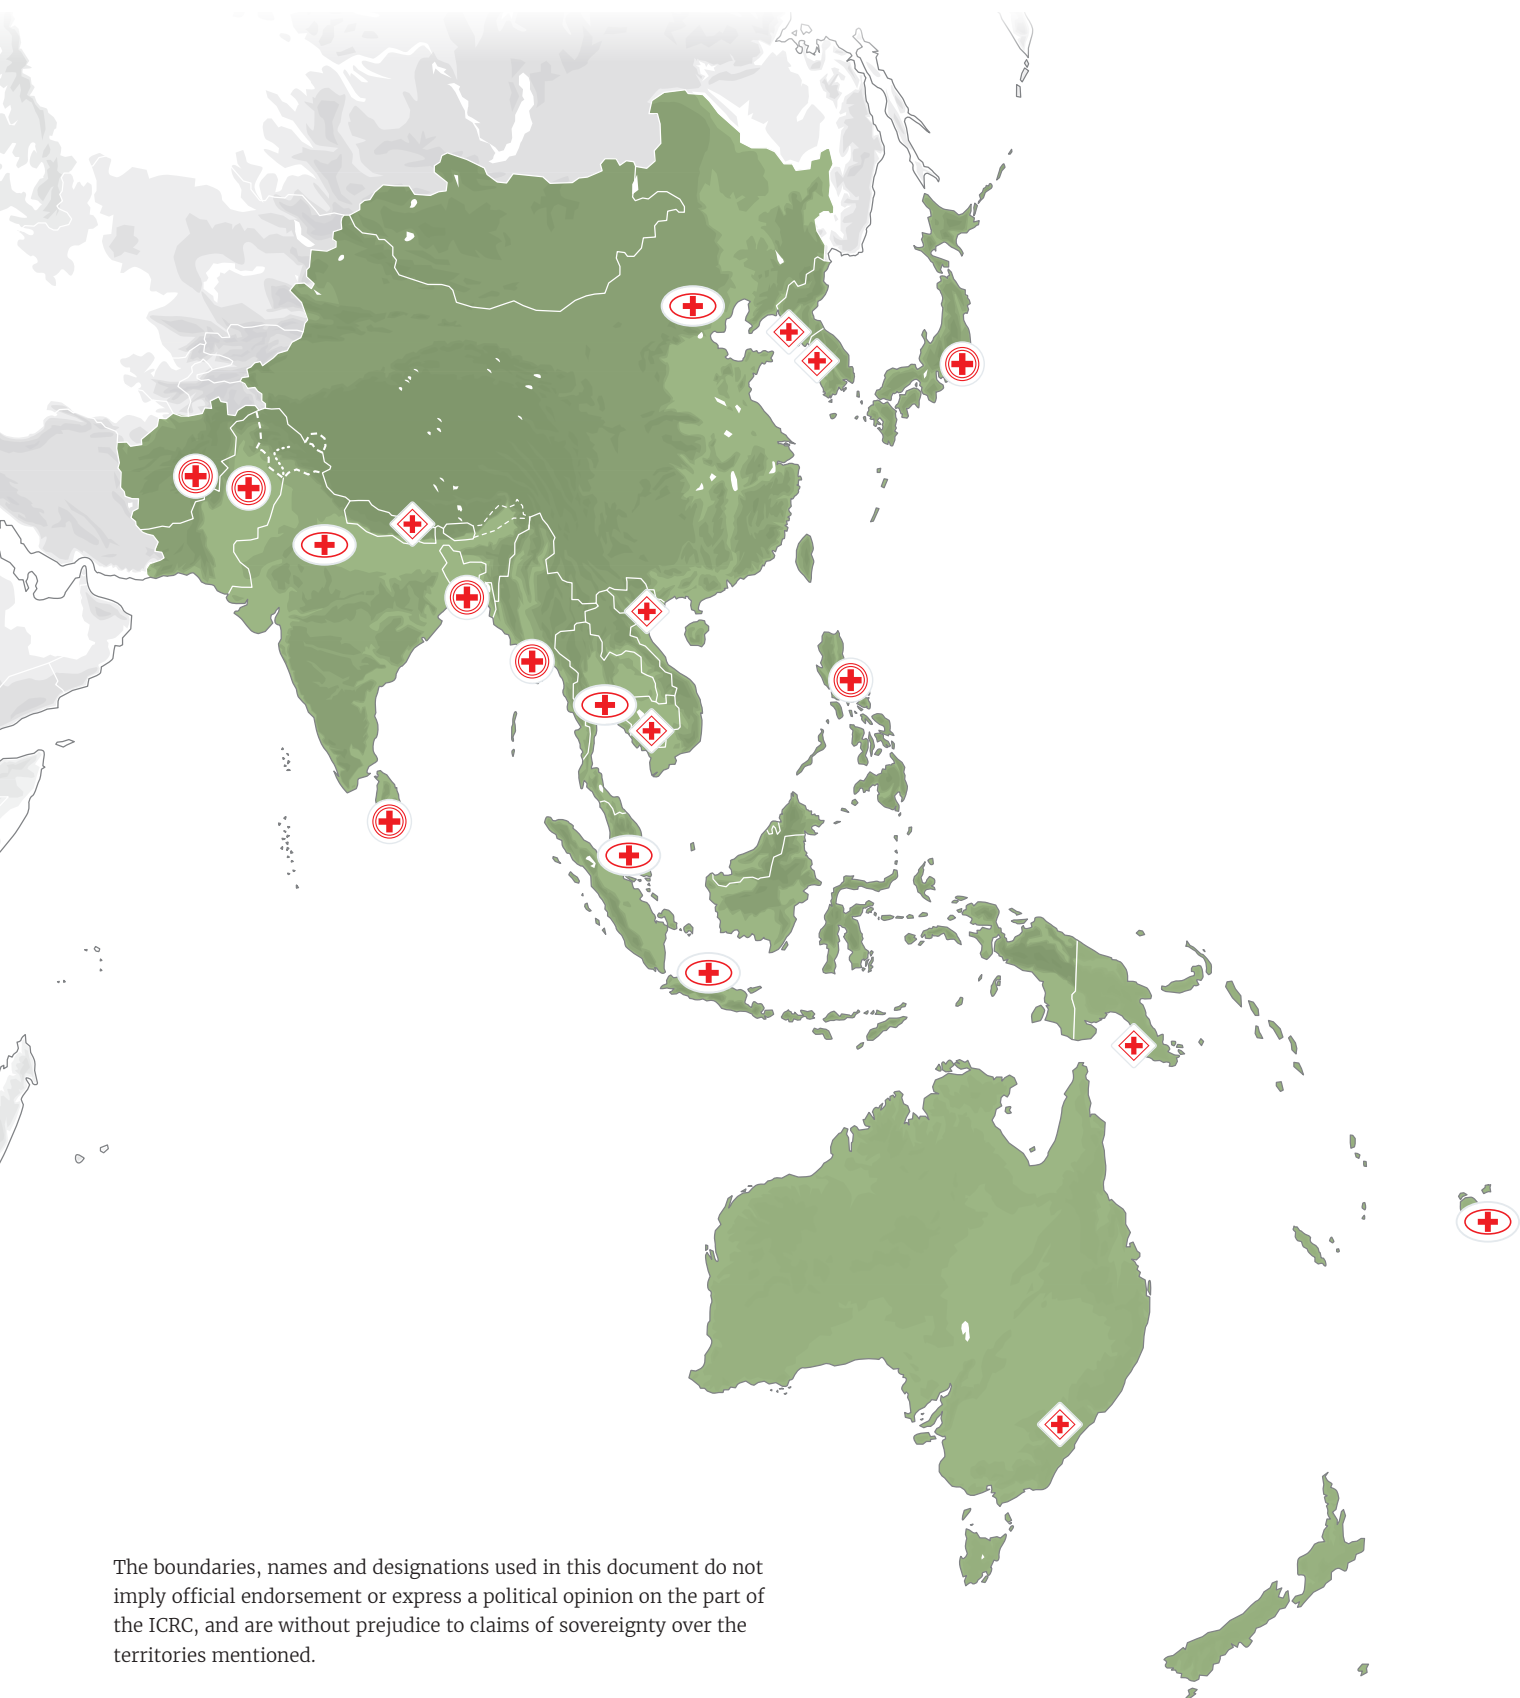 The boundaries, names and designations used in this document do not
imply official endorsement or express a political opinion on the part of
the ICRC, and are without prejudice to claims of sovereignty over the
territories mentioned.